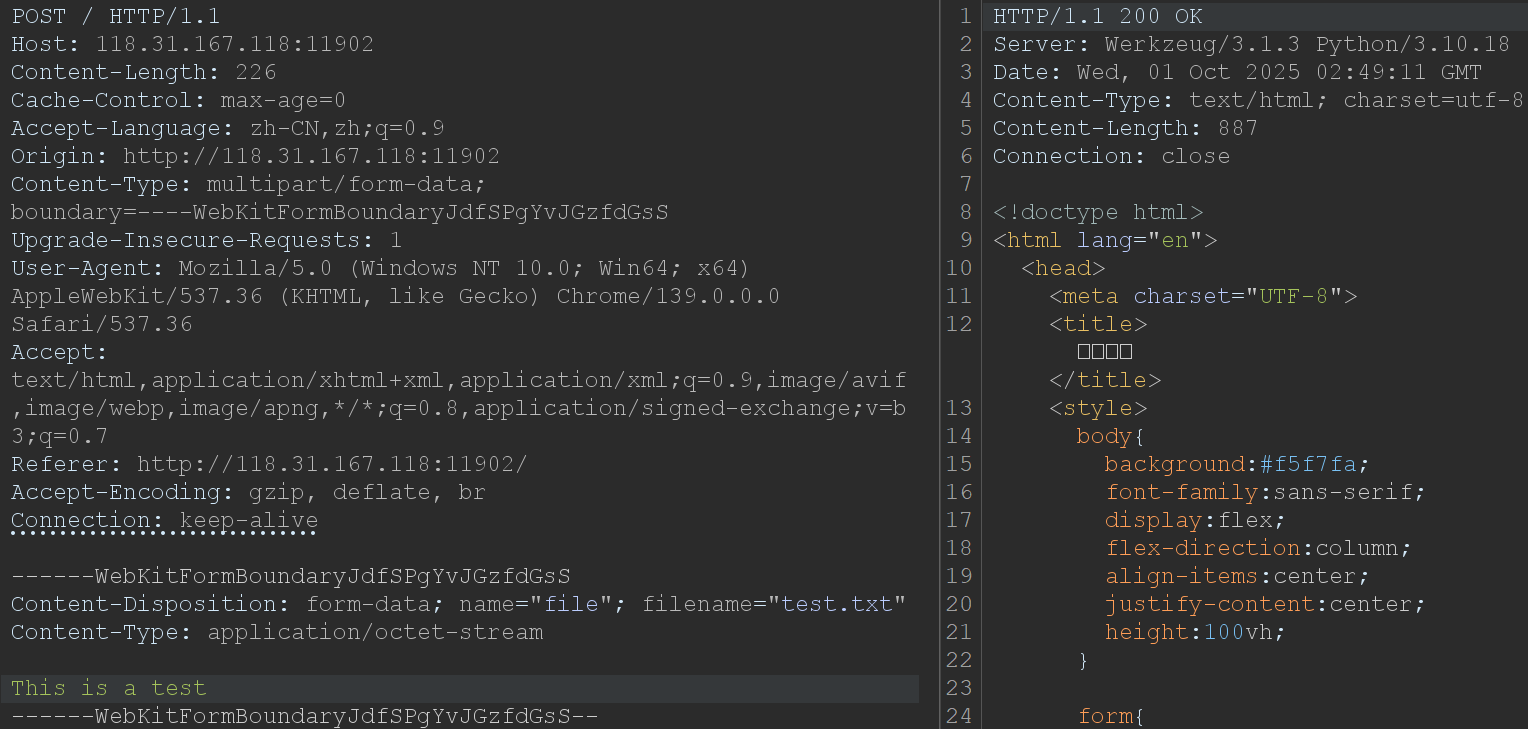 POST / HTTP/1.1
Host: 118.31.167.118:11902
Content-Length: 226
Cache-Control: max-age=0
Accept-Language: zh-CN,zh;q=0.9
Origin: http://118.31.167.118:11902
Content-Type: multipart/form-data;
boundary=----WebKitFormBoundaryJdfSPgYvJGzfdGsS
Upgrade-Insecure-Requests: 1
User-Agent: Mozilla/5.0 (Windows NT 10.0; Win64; x64)
AppleWebKit/537.36 (KHTML, like Gecko) Chrome/139.0.0.0
Safari/537.36
Accept:
text/html,application/xhtml+xml,application/xml;q=0.9,image/avif
,image/webp,image/apng,*/*;q=0.8,application/signed-exchange;v=b
3;q=0.7
Referer: http://118.31.167.118:11902/
Accept-Encoding: gzip, deflate, br
Connection: keep-alive
------WebKitFormBoundaryJdfSPgYvJGzfdGsS
Content-Disposition: form-data; name="file"; filename="test.txt"
Content-Type: application/octet-stream
This is a test
------WebKitFormBoundaryJdfSPgYvJGzfdGsS--
1 HTTP/1.1 200 OK
2 Server: Werkzeug/3.1.3 Python/3.10.18
3 Date: Wed, 01 Oct 2025 02:49:11 GMT
4 Content-Type: text/html; charset=utf-8
5 Content-Length: 887
6 Connection: close
7
8 <!doctype html>
9 <html lang="en">
10 <head>
11 <meta charset="UTF-8">
12 <title>
□□□□
</title>
13 <style>
14 body{
15 background:#f5f7fa;
16 font-family:sans-serif;
17 display:flex;
18 flex-direction:column;
19 align-items:center;
20 justify-content:center;
21 height:100vh;
22 }
23
24 form{